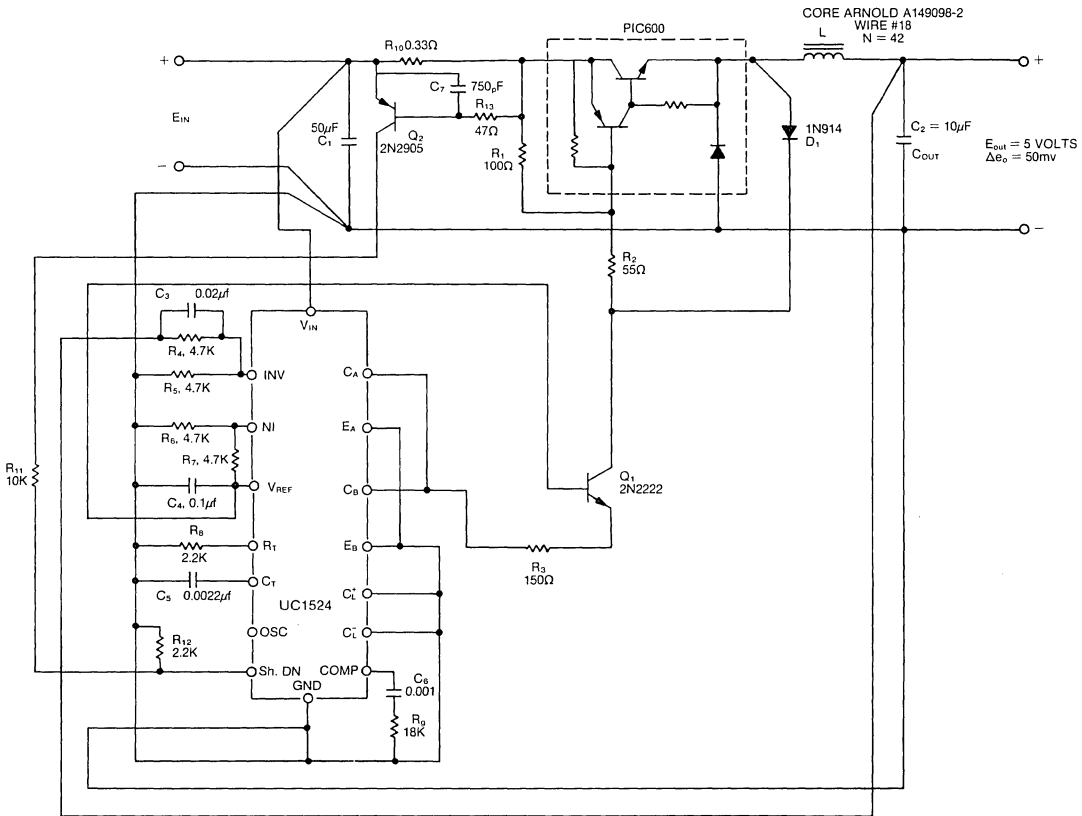 CORE ARNOLD A149098-2
WIRE #18
N = 42
PIC600
L
R10 0.33Ω
+
+
C7 750pF
R13
47Ω
EIN
50μF
C1
Q2
2N2905
R1
100Ω
1N914
D1
C2 = 10μF
COUT
Eout = 5 VOLTS
Δeo = 50mv
−
−
R2
55Ω
C3 0.02μf
VIN
R4, 4.7K
INV
CA
R5, 4.7K
NI
EA
R6, 4.7K
R7, 4.7K
R11
10K
VREF
CB
Q1
2N2222
C4, 0.1μf
R8
2.2K
RT
EB
R3
150Ω
CT
C5 0.0022μf
UC1524
CL+
OSC
CL−
R12
2.2K
Sh. DN
COMP
GND
C6
0.001
R9
18K